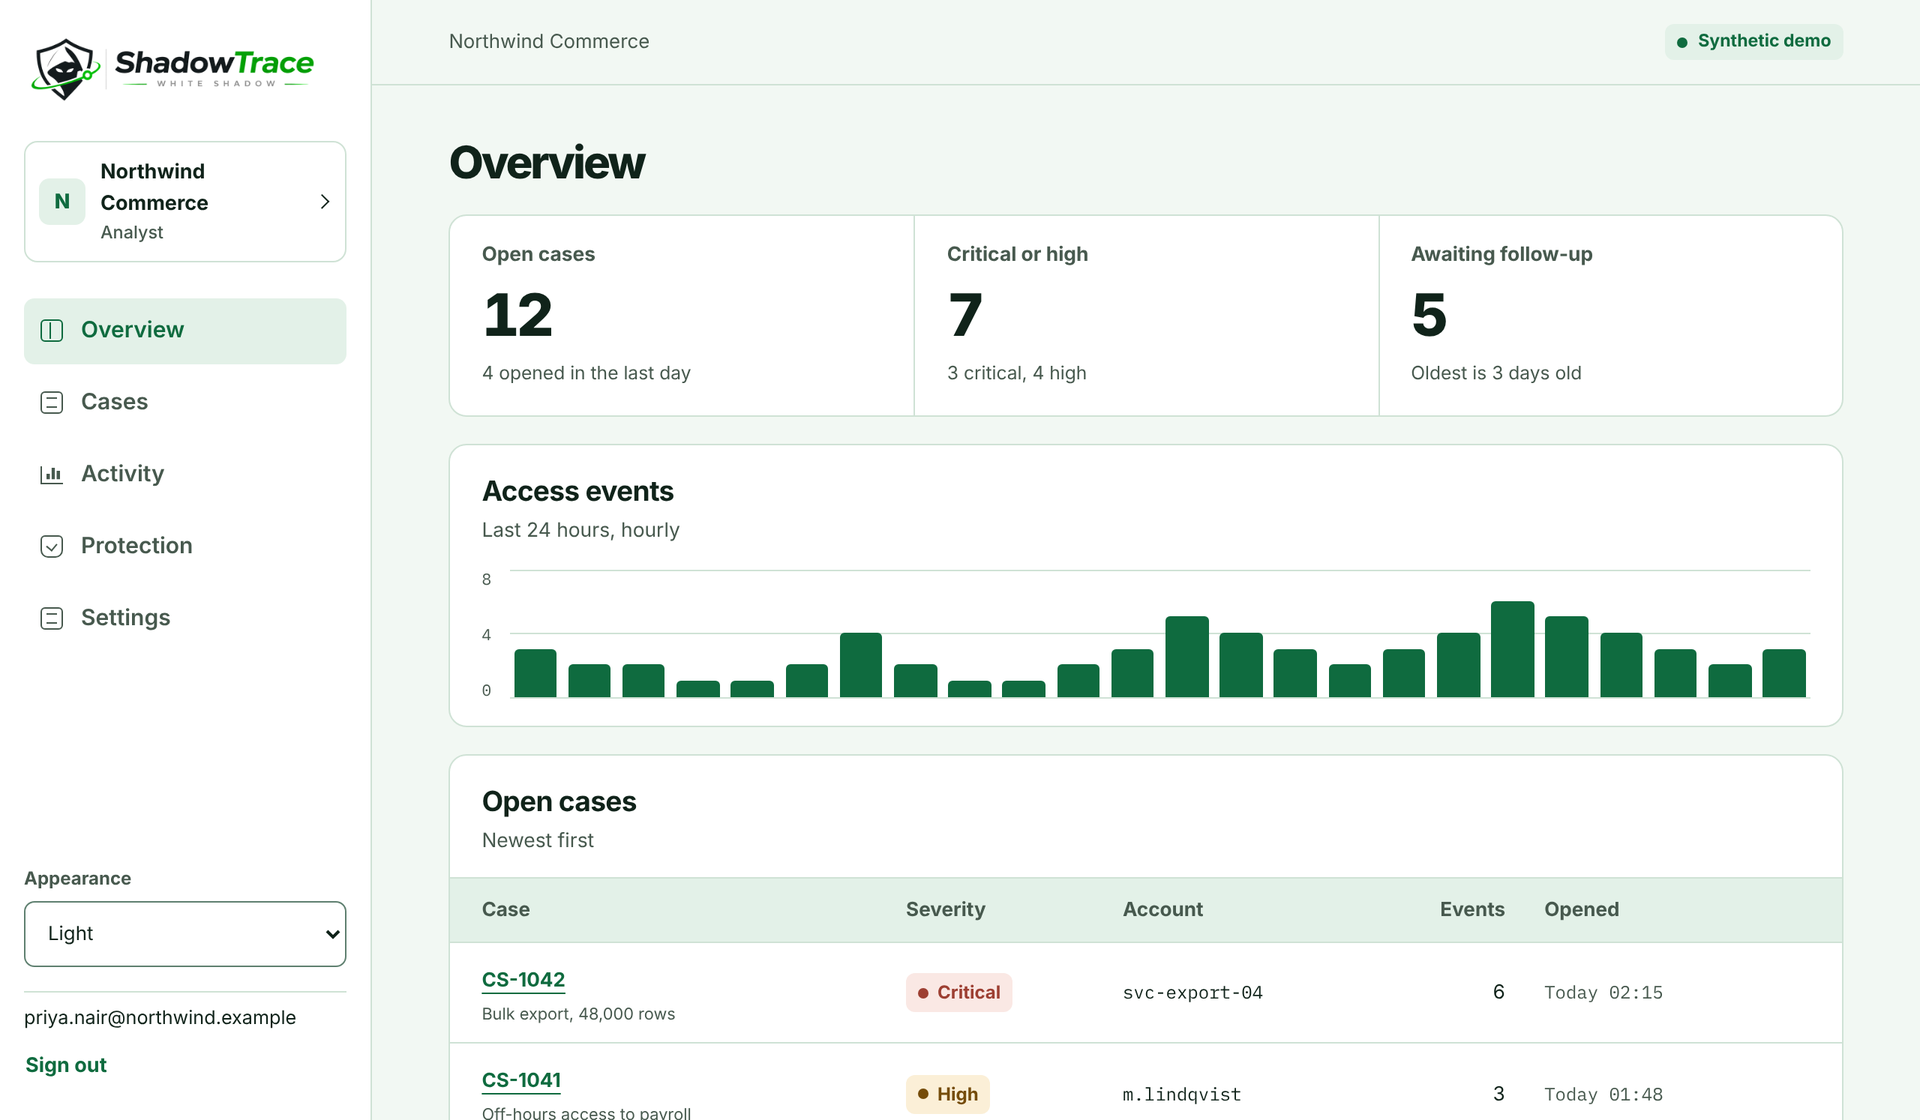 ShadowTrace
WHITE SHADOW
N
Northwind
Commerce
Analyst
Overview
Cases
Activity
Protection
Settings
Appearance
Light
priya.nair@northwind.example
Sign out
Northwind Commerce
Synthetic demo
Overview
Open cases
12
4 opened in the last day
Critical or high
7
3 critical, 4 high
Awaiting follow-up
5
Oldest is 3 days old
Access events
Last 24 hours, hourly
8
4
0
Open cases
Newest first
Case Severity Account Events Opened
CS-1042 Critical svc-export-04 6 Today 02:15
Bulk export, 48,000 rows
CS-1041 High m.lindqvist 3 Today 01:48
Off-hours access to payroll